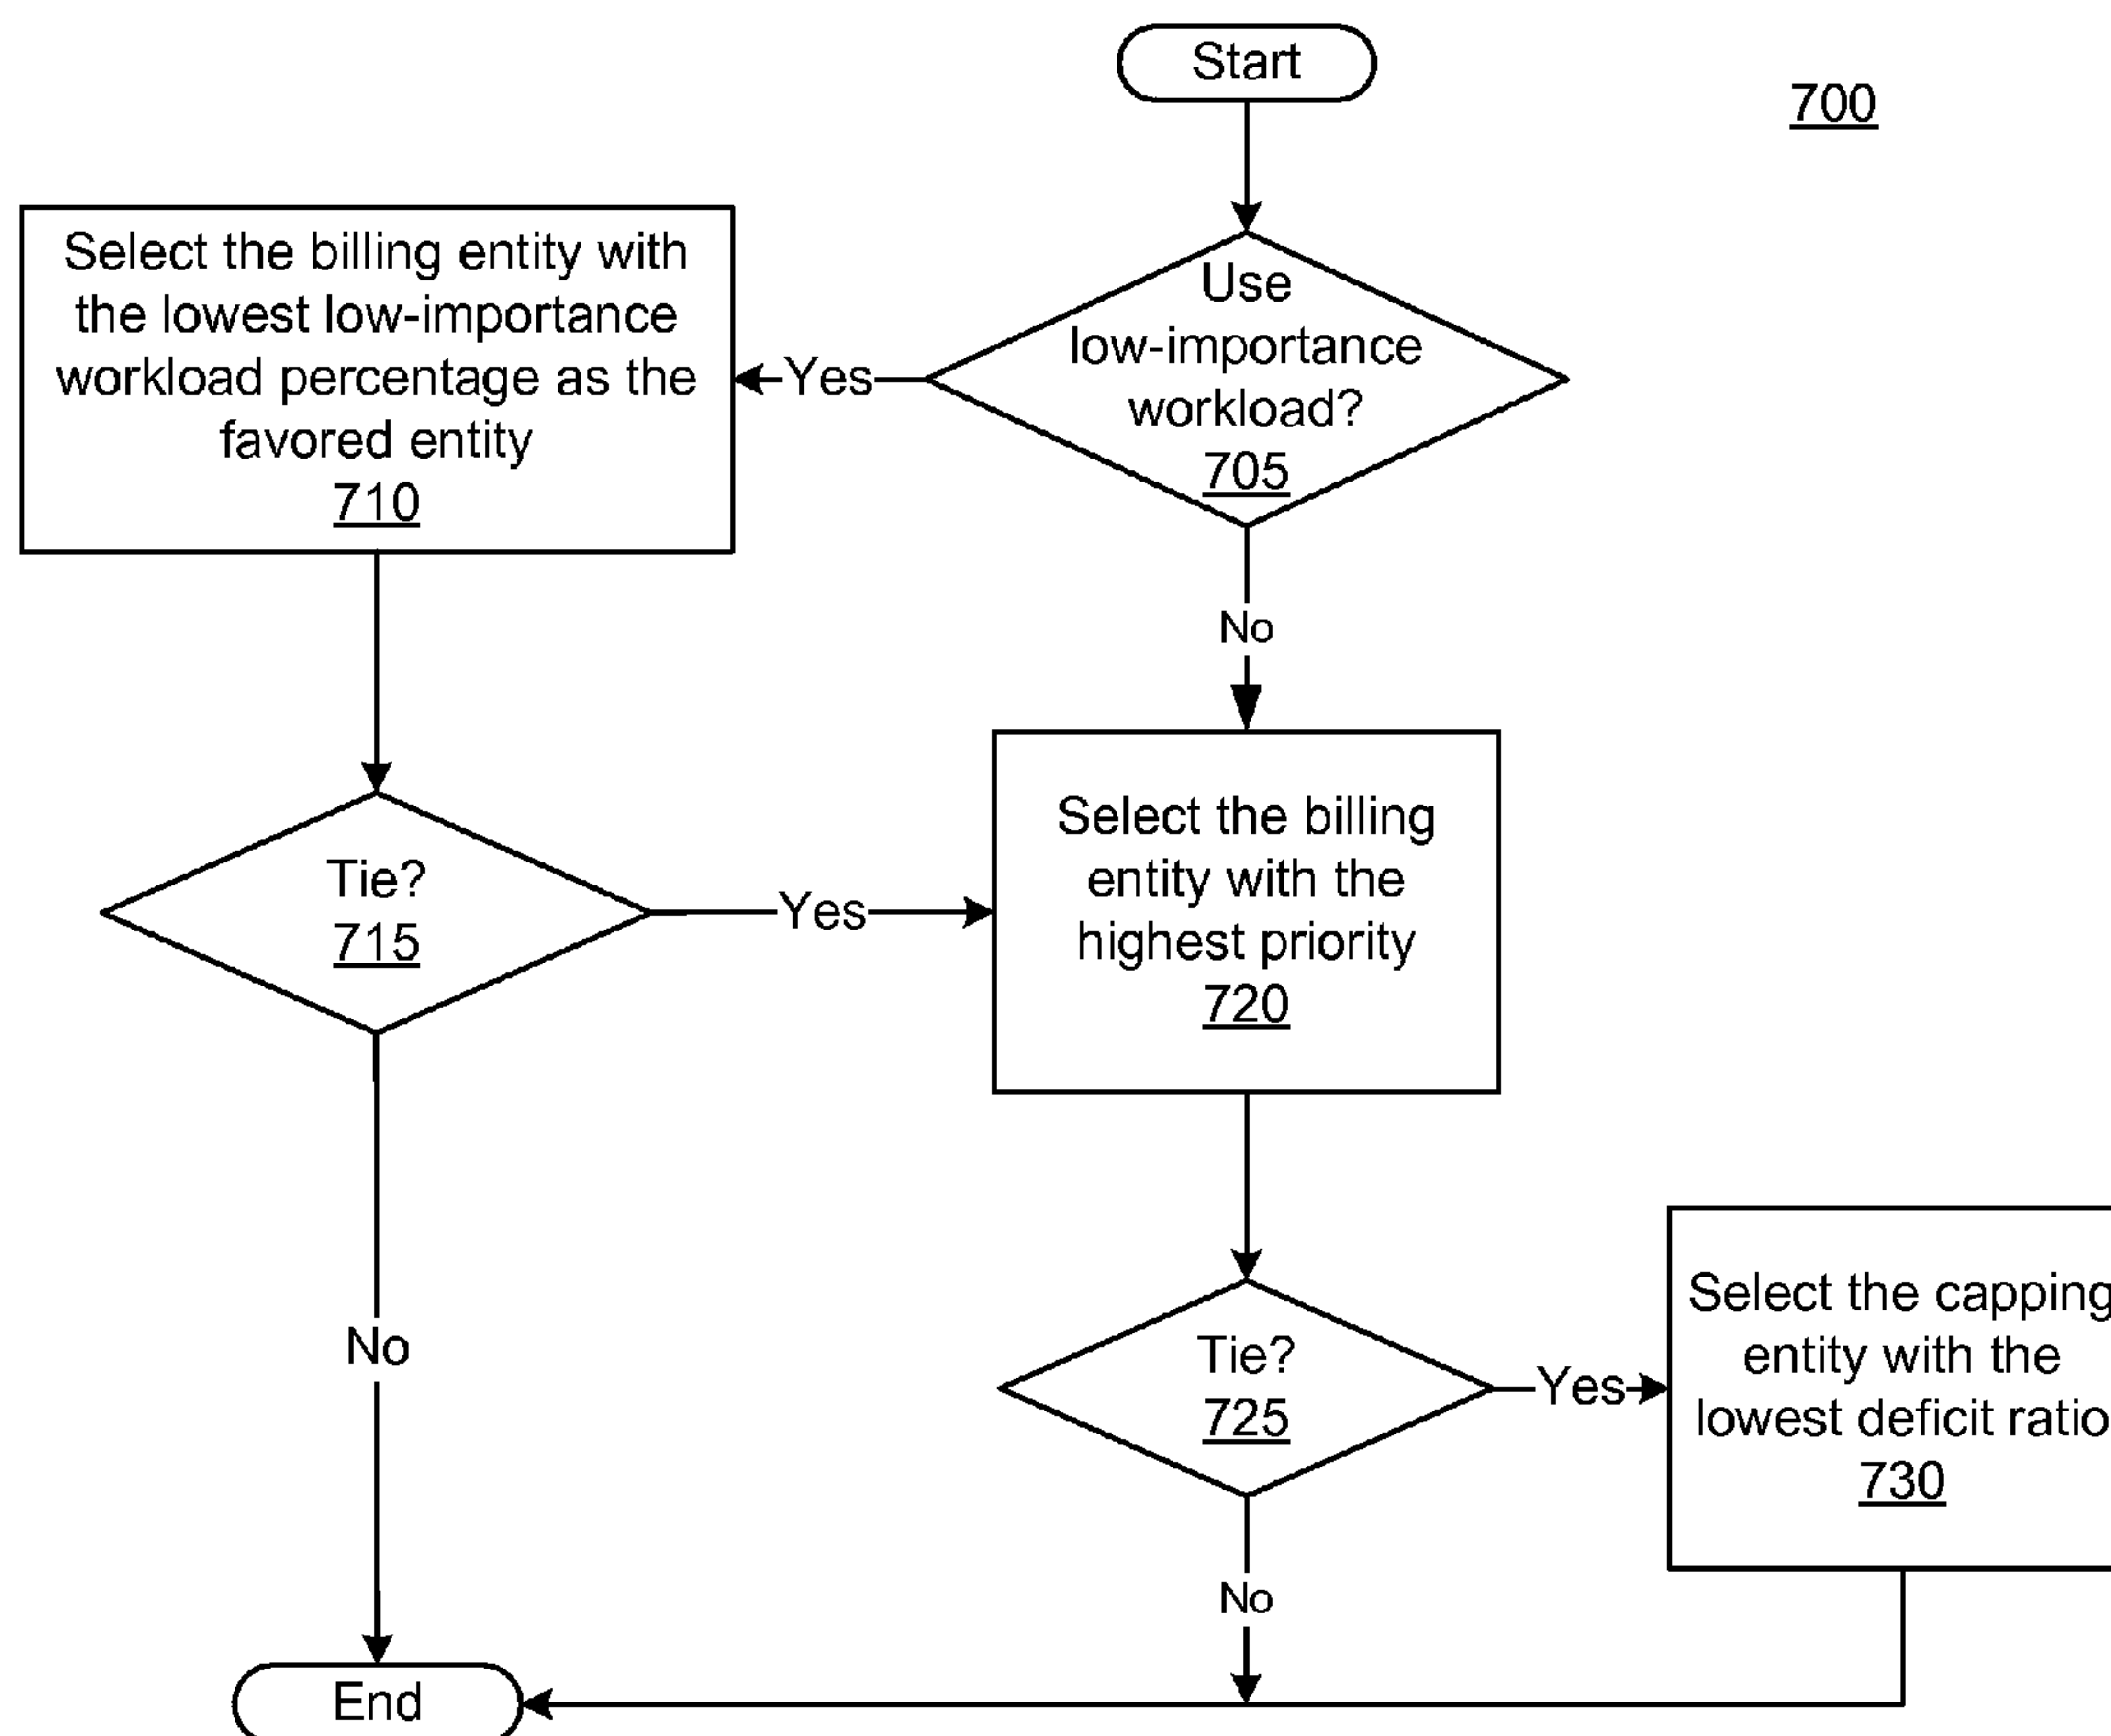 Start
700
Use
low-importance
workload?
705
Yes
Select the billing entity with
the lowest low-importance
workload percentage as the
favored entity
710
No
Tie?
715
Yes
Select the billing
entity with the
highest priority
720
No
Tie?
725
Yes
Select the capping
entity with the
lowest deficit ratio
730
No
End